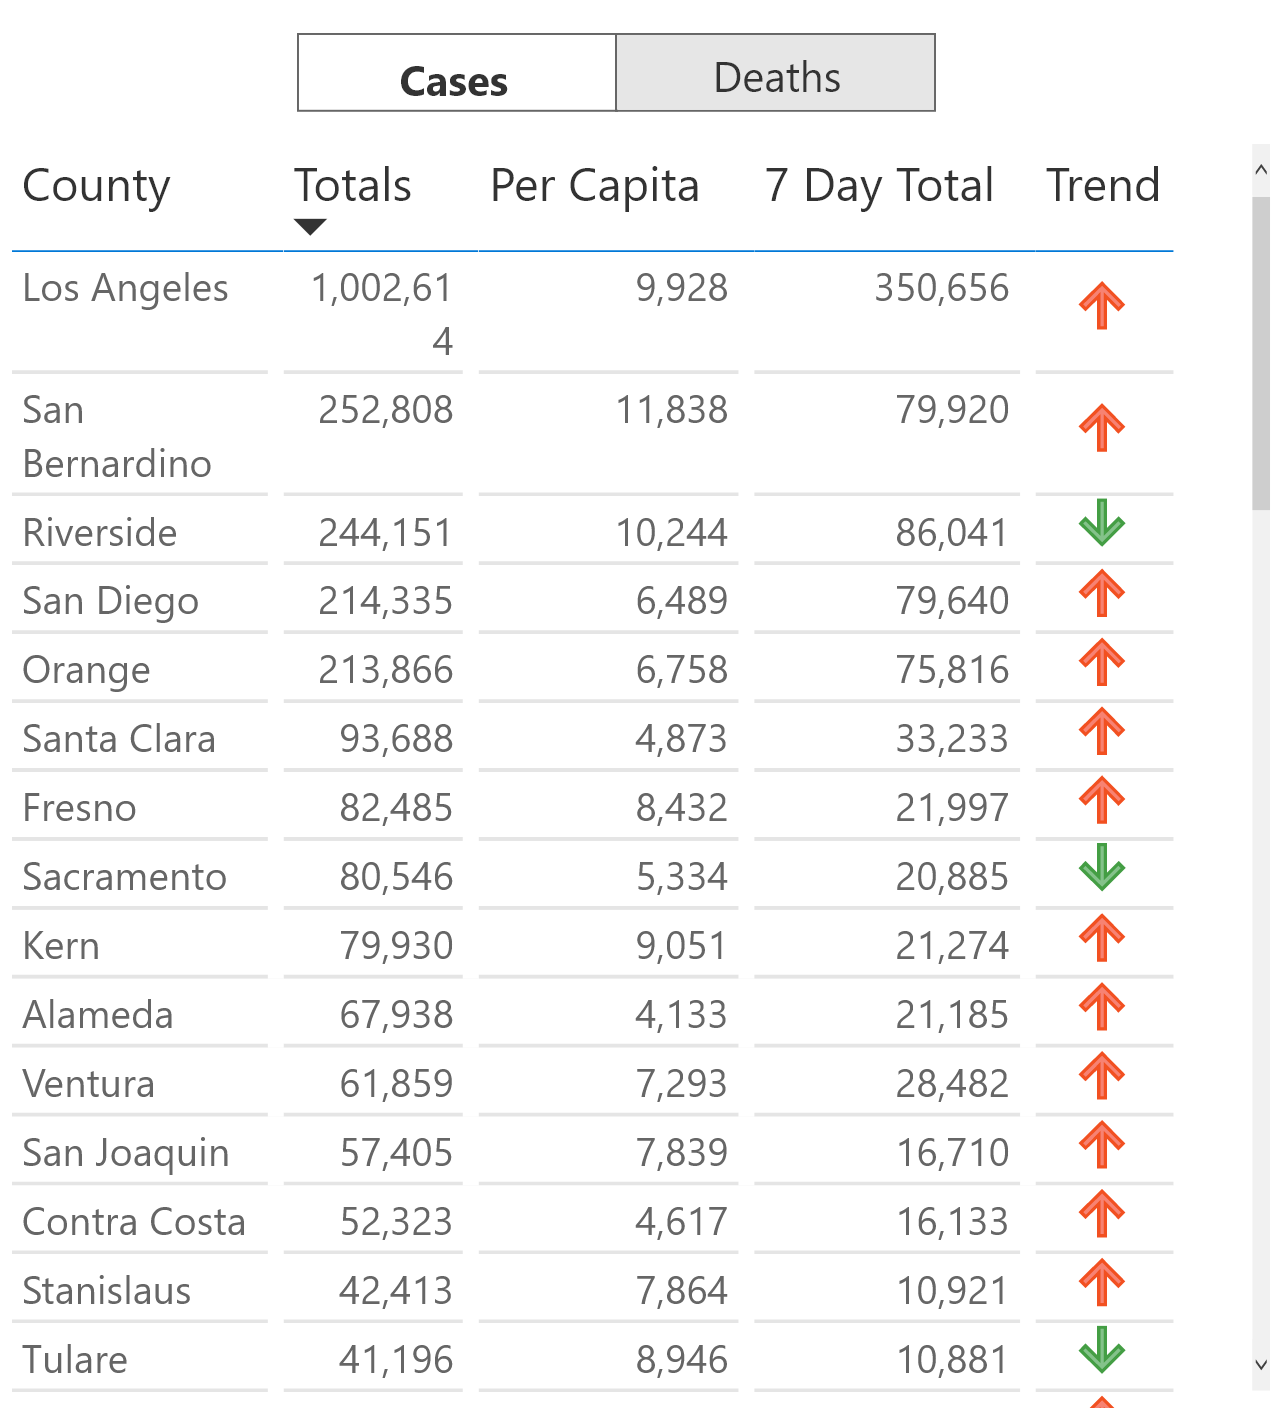 Cases Deaths
County Totals Per Capita 7 Day Total Trend
Los Angeles 1,002,61 9,928 350,656
4
San 252,808 11,838 79,920
Bernardino
Riverside 244,151 10,244 86,041
San Diego 214,335 6,489 79,640
Orange 213,866 6,758 75,816
Santa Clara 93,688 4,873 33,233
Fresno 82,485 8,432 21,997
Sacramento 80,546 5,334 20,885
Kern 79,930 9,051 21,274
Alameda 67,938 4,133 21,185
Ventura 61,859 7,293 28,482
San Joaquin 57,405 7,839 16,710
Contra Costa 52,323 4,617 16,133
Stanislaus 42,413 7,864 10,921
Tulare 41,196 8,946 10,881